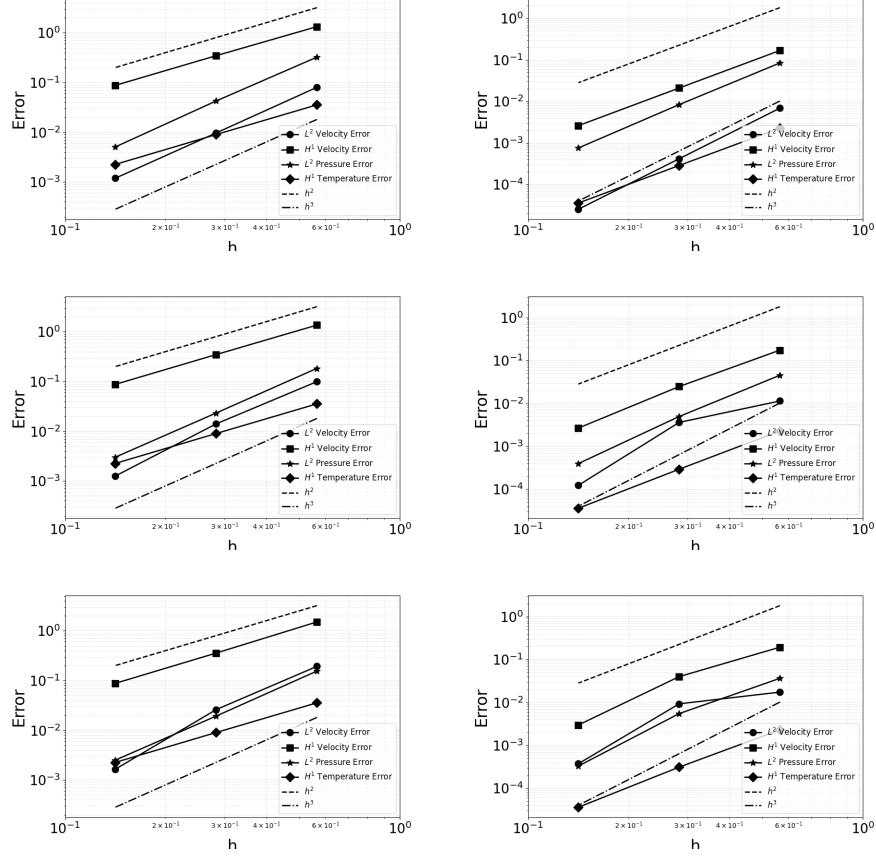 Error
10⁰
10⁻¹
10⁻²
10⁻³
L² Velocity Error
H¹ Velocity Error
L² Pressure Error
H¹ Temperature Error
h²
h³
10⁻¹ 2×10⁻¹ 3×10⁻¹ 4×10⁻¹ 6×10⁻¹ 10⁰
h
Error
10⁰
10⁻¹
10⁻²
10⁻³
10⁻⁴
L² Velocity Error
H¹ Velocity Error
L² Pressure Error
H¹ Temperature Error
h²
h³
10⁻¹ 2×10⁻¹ 3×10⁻¹ 4×10⁻¹ 6×10⁻¹ 10⁰
h
Error
10⁰
10⁻¹
10⁻²
10⁻³
L² Velocity Error
H¹ Velocity Error
L² Pressure Error
H¹ Temperature Error
h²
h³
10⁻¹ 2×10⁻¹ 3×10⁻¹ 4×10⁻¹ 6×10⁻¹ 10⁰
h
Error
10⁰
10⁻¹
10⁻²
10⁻³
10⁻⁴
L² Velocity Error
H¹ Velocity Error
L² Pressure Error
H¹ Temperature Error
h²
h³
10⁻¹ 2×10⁻¹ 3×10⁻¹ 4×10⁻¹ 6×10⁻¹ 10⁰
h
Error
10⁰
10⁻¹
10⁻²
10⁻³
L² Velocity Error
H¹ Velocity Error
L² Pressure Error
H¹ Temperature Error
h²
h³
10⁻¹ 2×10⁻¹ 3×10⁻¹ 4×10⁻¹ 6×10⁻¹ 10⁰
h
Error
10⁰
10⁻¹
10⁻²
10⁻³
10⁻⁴
L² Velocity Error
H¹ Velocity Error
L² Pressure Error
H¹ Temperature Error
h²
h³
10⁻¹ 2×10⁻¹ 3×10⁻¹ 4×10⁻¹ 6×10⁻¹ 10⁰
h